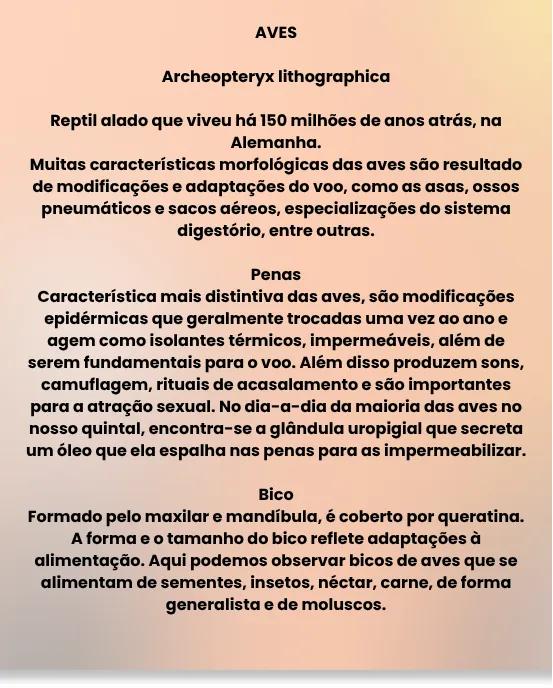 AVES
Archeopteryx lithographica
Reptil alado que viveu há 150 milhões de anos atrás, na
Alemanha.
Muitas características morfológicas das aves são resultado
de modificações e adaptações do voo, como as asas, ossos
pneumáticos e sacos aéreos, especializações do sistema
digestório, entre outras.
Penas
Característica mais distintiva das aves, são modificações
epidérmicas que geralmente trocadas uma vez ao ano e
agem como isolantes térmicos, impermeáveis, além de
serem fundamentais para o voo. Além disso produzem sons,
camuflagem, rituais de acasalamento e são importantes
para a atração sexual. No dia-a-dia da maioria das aves no
nosso quintal, encontra-se a glândula uropigial que secreta
um óleo que ela espalha nas penas para as impermeabilizar.
Bico
Formado pelo maxilar e mandíbula, é coberto por queratina.
A forma e o tamanho do bico reflete adaptações à
alimentação. Aqui podemos observar bicos de aves que se
alimentam de sementes, insetos, néctar, carne, de forma
generalista e de moluscos.